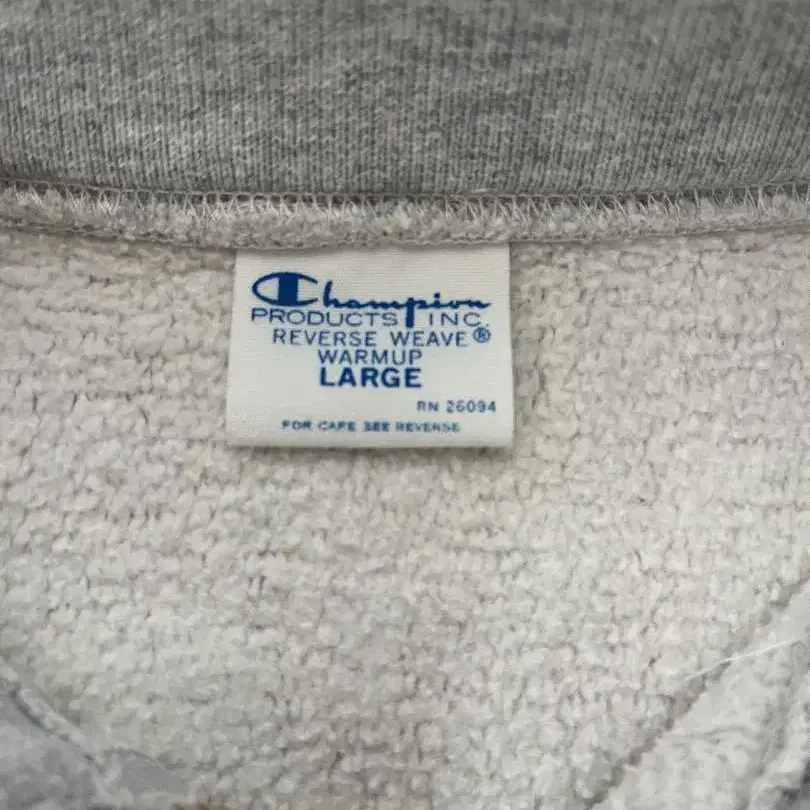 Champion
PRODUCTS INC.
REVERSE WEAVE®
WARMUP
LARGE
RN 26094
FOR CARE SEE REVERSE